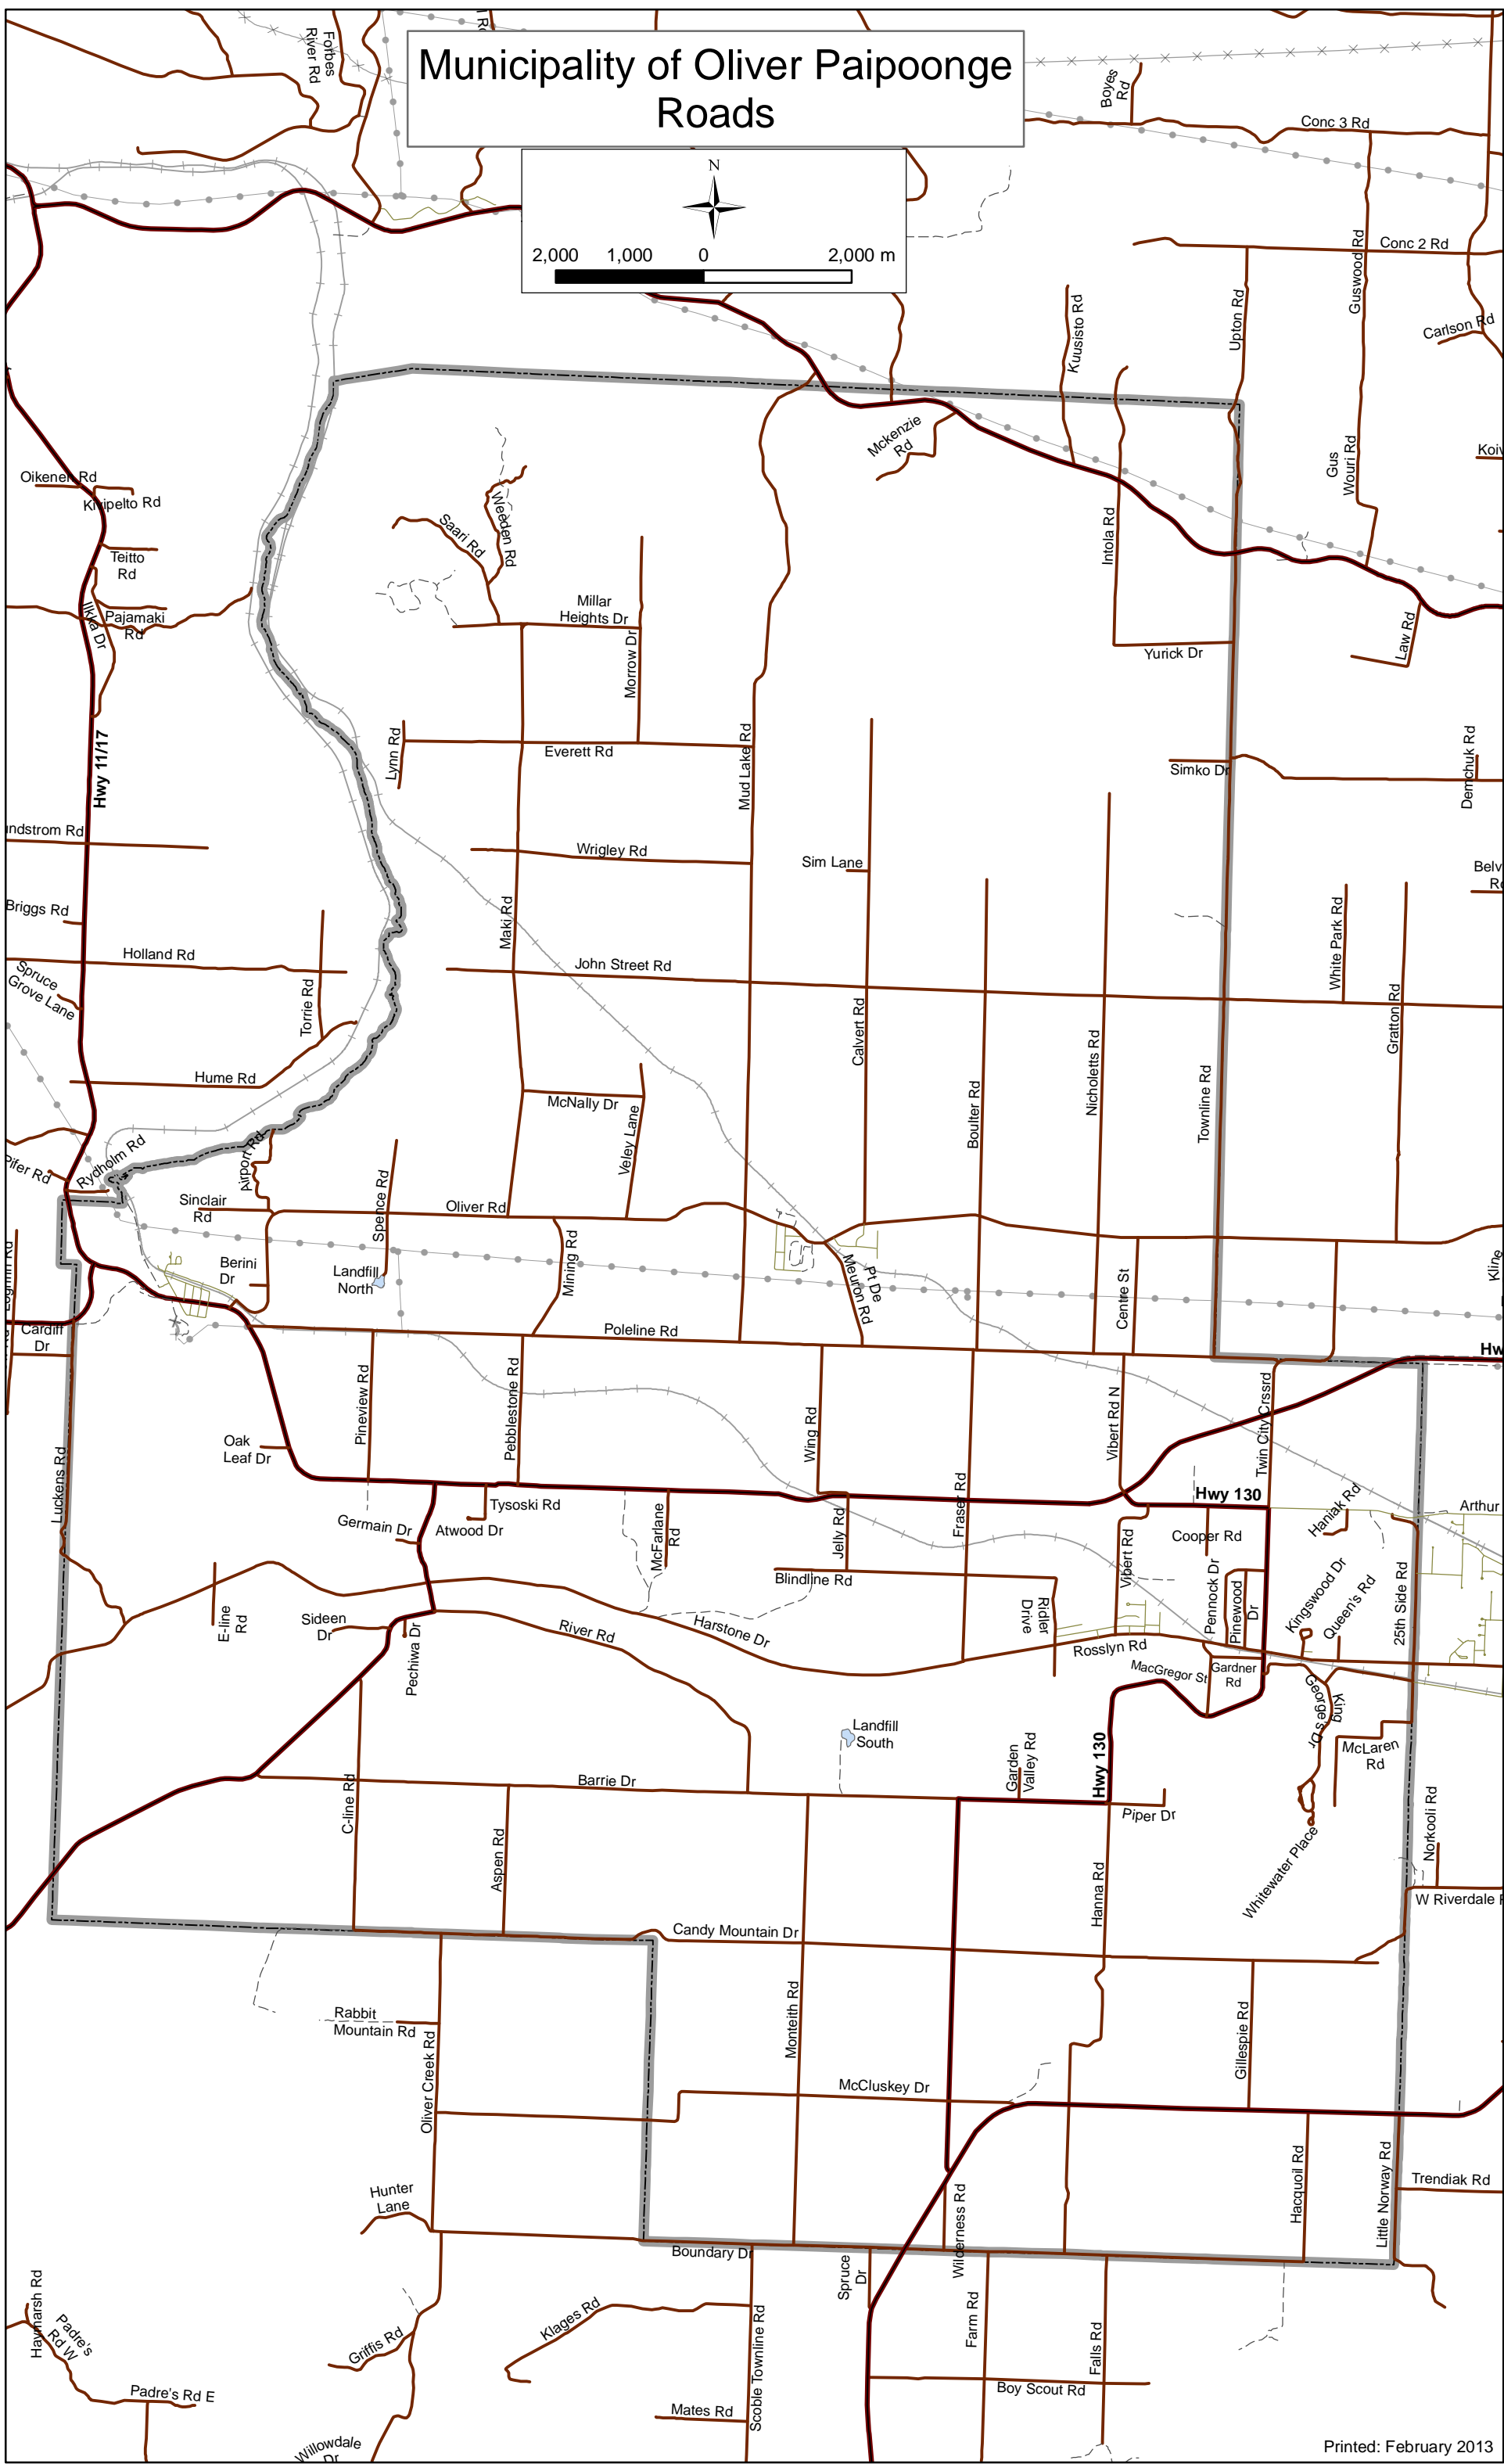 Municipality of Oliver Paipoonge
Roads
N
2,000 1,000 0 2,000 m
Forbes
River Rd
Boyes
Rd
Conc 3 Rd
Conc 2 Rd
Guswood Rd
Upton Rd
Kuusisto Rd
Carlson Rd
Mckenzie
Rd
Gus
Wouri Rd
Oikenen Rd
Kivipelto Rd
Teitto
Rd
Pajamaki
Rd
Ilkka Dr
Saari Rd
Weeden Rd
Intola Rd
Millar
Heights Dr
Morrow Dr
Yurick Dr
Law Rd
Hwy 11/17
Lynn Rd
Everett Rd
Mud Lake Rd
Simko Dr
Demchuk Rd
ndstrom Rd
Wrigley Rd
Sim Lane
Belv
Briggs Rd
Maki Rd
White Park Rd
Holland Rd
John Street Rd
Spruce
Grove Lane
Torrie Rd
Calvert Rd
Gratton Rd
Nicholetts Rd
Hume Rd
McNally Dr
Veley Lane
Boulter Rd
Townline Rd
Pifer Rd
Rydholm Rd
Airport Rd
Sinclair
Rd
Spence Rd
Oliver Rd
Berini
Dr
Landfill
North
Mining Rd
Pt De
Meuron Rd
Centre St
Kline
Cardiff
Dr
Poleline Rd
Hw
Pineview Rd
Pebblestone Rd
Wing Rd
Vibert Rd N
Twin City Crssrd
Oak
Leaf Dr
Luckens Rd
Tysoski Rd
Atwood Dr
Germain Dr
McFarlane
Rd
Jelly Rd
Fraser Rd
Hwy 130
Haniak Rd
Arthur
Cooper Rd
Vibert Rd
Blindline Rd
Pennock Dr
Pinewood
Dr
Kingswood Dr
Queen's Rd
25th Side Rd
E-line
Rd
Sideen
Dr
Pechiwa Dr
River Rd
Harstone Dr
Ridler
Drive
Rosslyn Rd
MacGregor St
Gardner
Rd
King
George's Dr
McLaren
Rd
Landfill
South
Garden
Valley Rd
Hwy 130
Barrie Dr
C-line Rd
Piper Dr
Aspen Rd
Hanna Rd
Whitewater Place
Norkooli Rd
W Riverdale
Candy Mountain Dr
Rabbit
Mountain Rd
Oliver Creek Rd
Monteith Rd
Gillespie Rd
McCluskey Dr
Hunter
Lane
Hacquoil Rd
Little Norway Rd
Trendiak Rd
Boundary Dr
Spruce
Dr
Wilderness Rd
Haymarsh Rd
Padre's
Rd W
Griffis Rd
Klages Rd
Scoble Townline Rd
Farm Rd
Falls Rd
Padre's Rd E
Mates Rd
Boy Scout Rd
Willowdale
Dr
Printed: February 2013